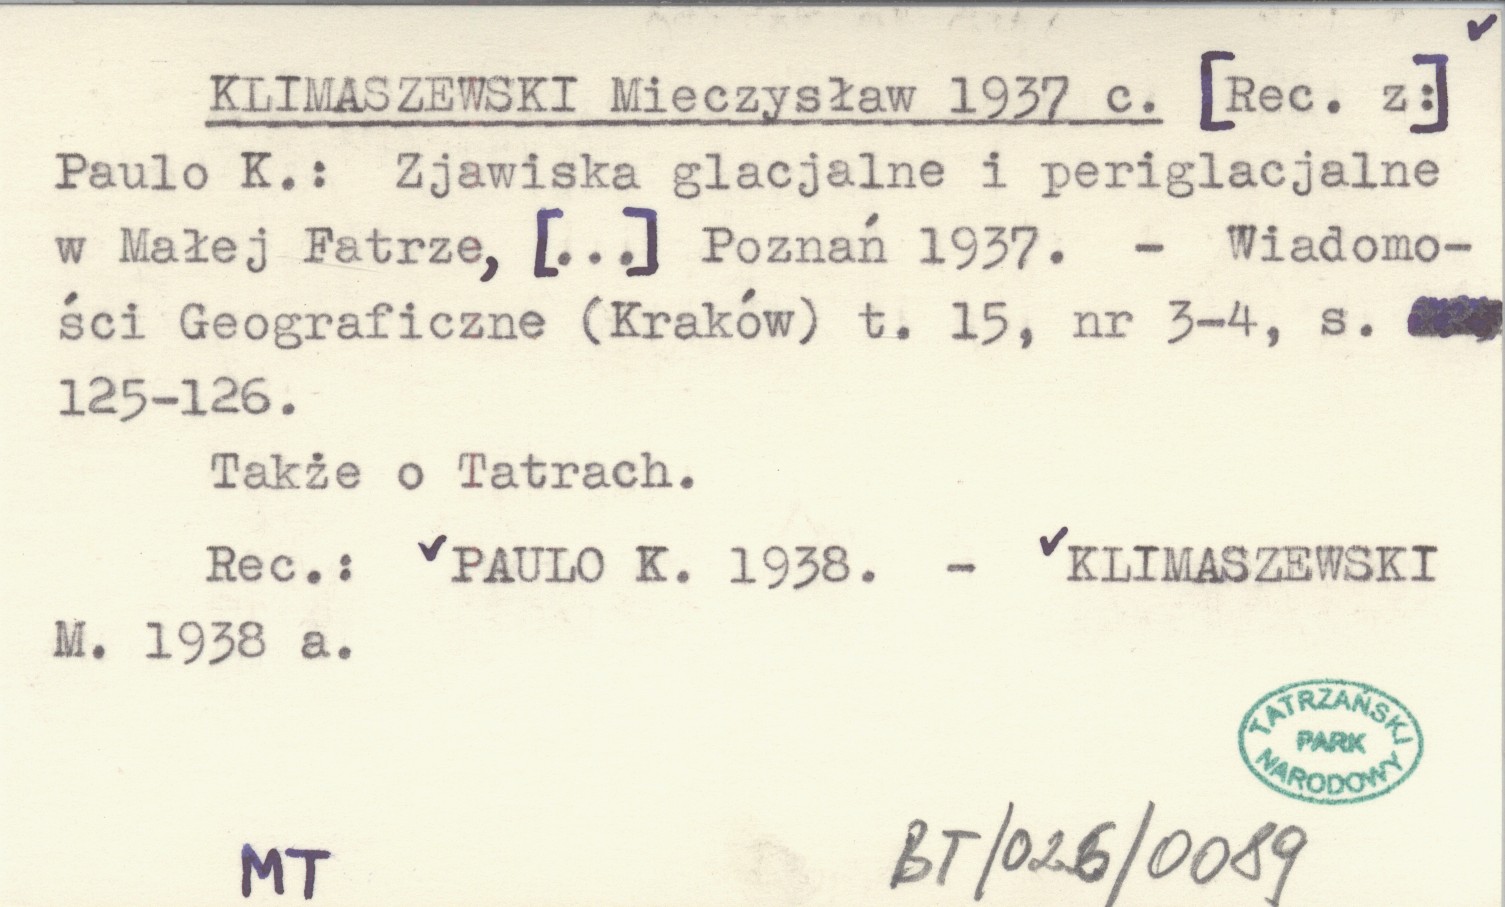 KLIMASZEWSKI Mieczysław 1937 c. [Rec. z:]
Paulo K.: Zjawiska glacjalne i periglacjalne
w Małej Fatrze, [...] Poznań 1937. - Wiadomo-
ści Geograficzne (Kraków) t. 15, nr 3-4, s.
125-126.
Także o Tatrach.
Rec.: ✓PAULO K. 1938. - ✓KLIMASZEWSKI
M. 1938 a.
TATRZAŃSKI
PARK
NARODOWY
MT
BT/026/0089